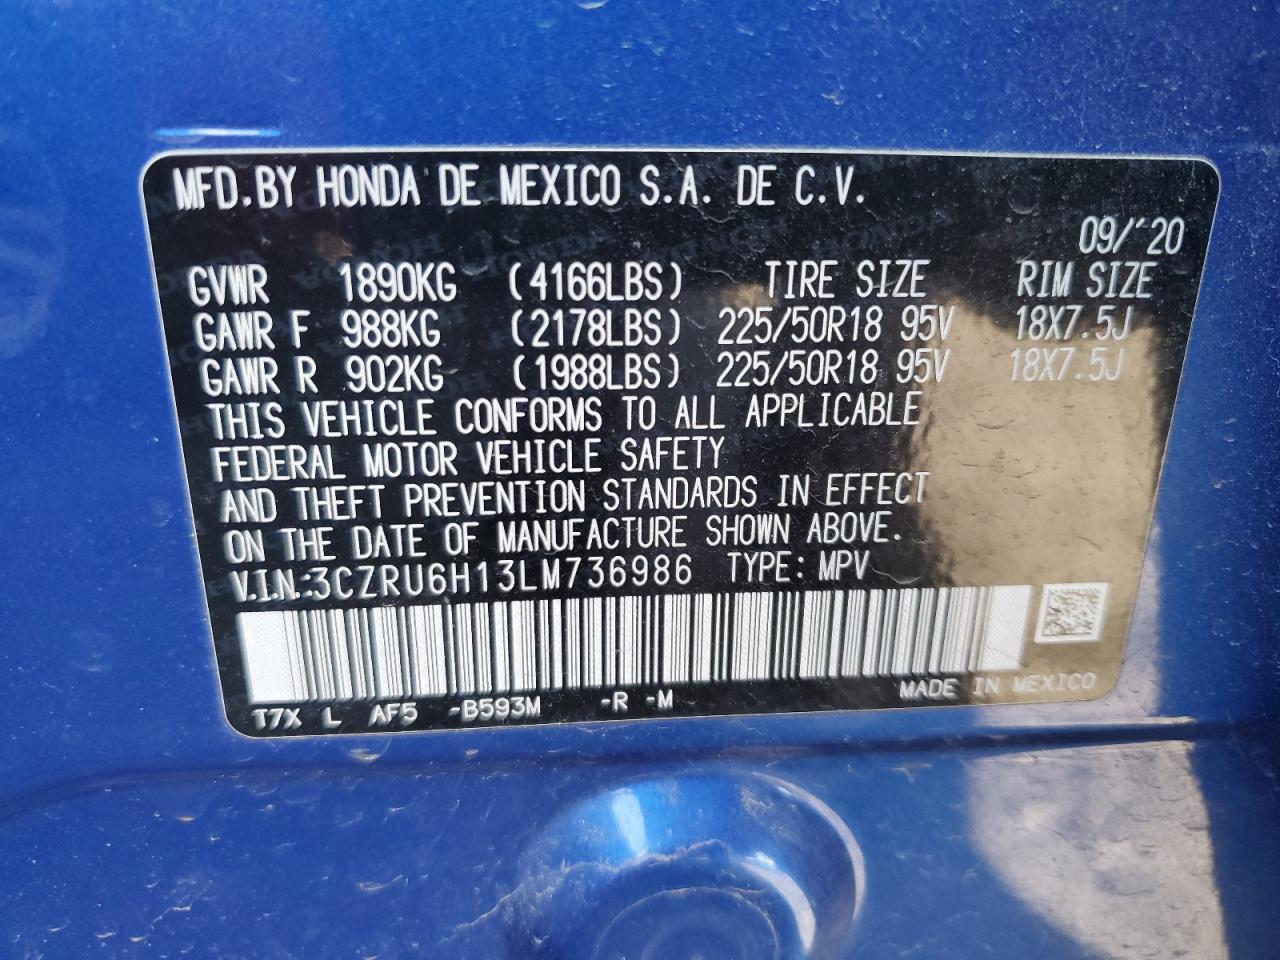 MFD.BY HONDA DE MEXICO S.A. DE C.V.
09/'20
GVWR 1890KG (4166LBS) TIRE SIZE RIM SIZE
GAWR F 988KG (2178LBS) 225/50R18 95V 18X7.5J
GAWR R 902KG (1988LBS) 225/50R18 95V 18X7.5J
THIS VEHICLE CONFORMS TO ALL APPLICABLE
FEDERAL MOTOR VEHICLE SAFETY
AND THEFT PREVENTION STANDARDS IN EFFECT
ON THE DATE OF MANUFACTURE SHOWN ABOVE.
V.I.N.:3CZRU6H13LM736986 TYPE: MPV
MADE IN MEXICO
T7X L AF5 -B593M -R -M